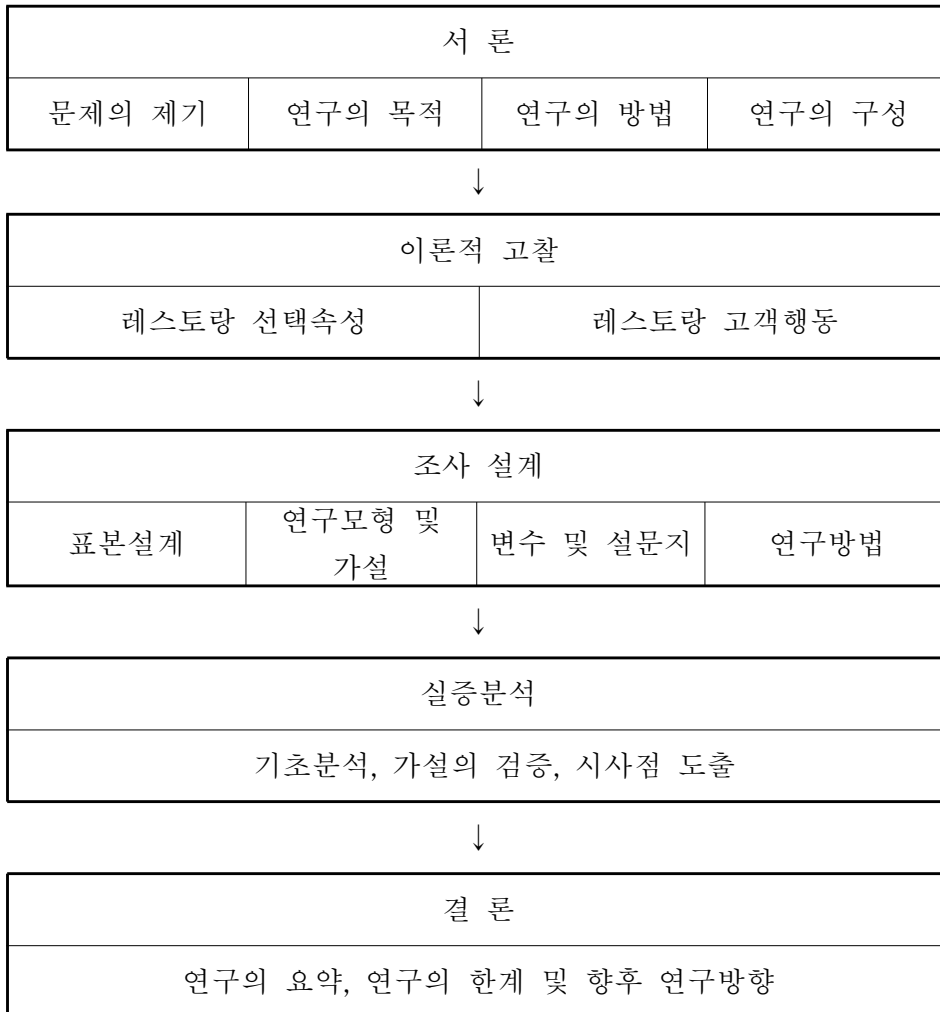 서 론
문제의 제기 연구의 목적 연구의 방법 연구의 구성
↓
이론적 고찰
레스토랑 선택속성 레스토랑 고객행동
↓
조사 설계
표본설계 연구모형 및 가설 변수 및 설문지 연구방법
↓
실증분석
기초분석, 가설의 검증, 시사점 도출
↓
결 론
연구의 요약, 연구의 한계 및 향후 연구방향